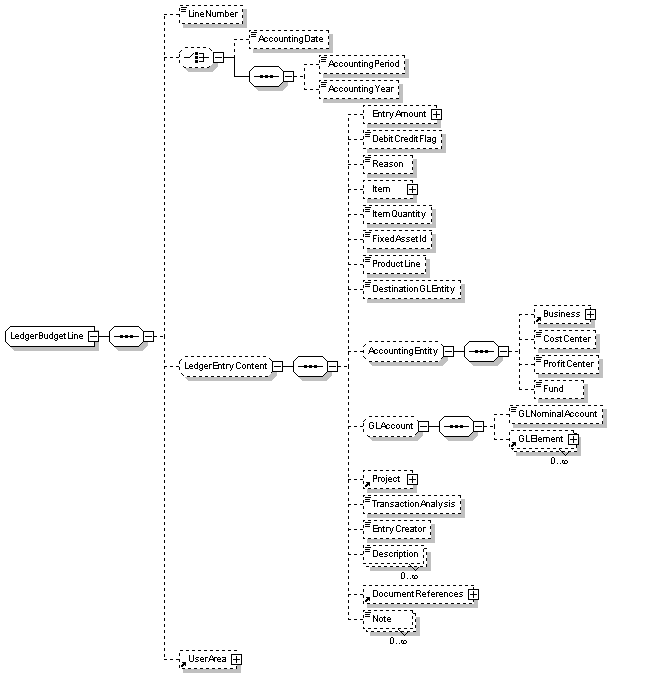 LineNumber
AccountingDate
AccountingPeriod
AccountingYear
EntryAmount
DebitCreditFlag
Reason
Item
ItemQuantity
FixedAssetId
ProductLine
DestinationGLEntity
Business
LedgerBudgetLine
CostCenter
AccountingEntity
LedgerEntryContent
ProfitCenter
Fund
GLNominalAccount
GLAccount
GLElement
0..∞
Project
TransactionAnalysis
EntryCreator
Description
0..∞
DocumentReferences
Note
0..∞
UserArea